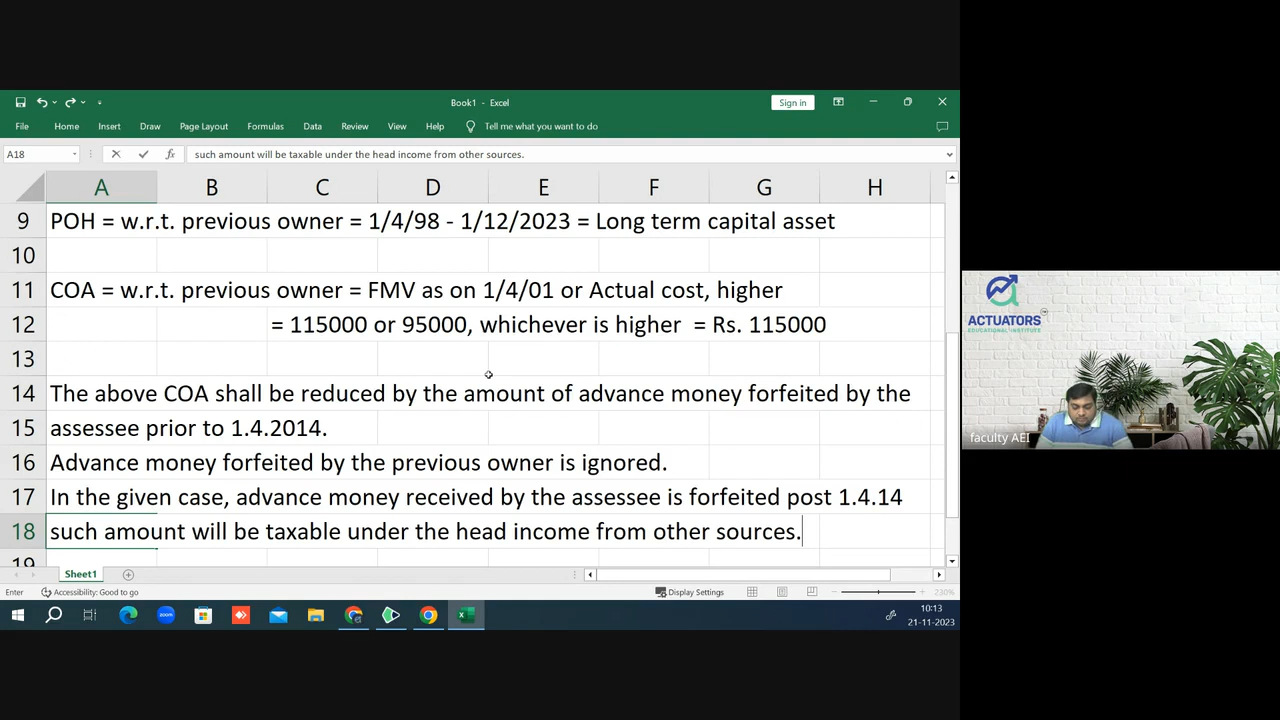 Book1 - Excel
Sign in
File Home Insert Draw Page Layout Formulas Data Review View Help Tell me what you want to do
A18 fx such amount will be taxable under the head income from other sources.
A B C D E F G H
9 POH = w.r.t. previous owner = 1/4/98 - 1/12/2023 = Long term capital asset
10
11 COA = w.r.t. previous owner = FMV as on 1/4/01 or Actual cost, higher
12 = 115000 or 95000, whichever is higher = Rs. 115000
13
14 The above COA shall be reduced by the amount of advance money forfeited by the
15 assessee prior to 1.4.2014.
16 Advance money forfeited by the previous owner is ignored.
17 In the given case, advance money received by the assessee is forfeited post 1.4.14
18 such amount will be taxable under the head income from other sources.
19
Sheet1
Enter Accessibility: Good to go Display Settings 230%
zoom
10:13
21-11-2023
ACTUATORS
EDUCATIONAL INSTITUTE
faculty AEI